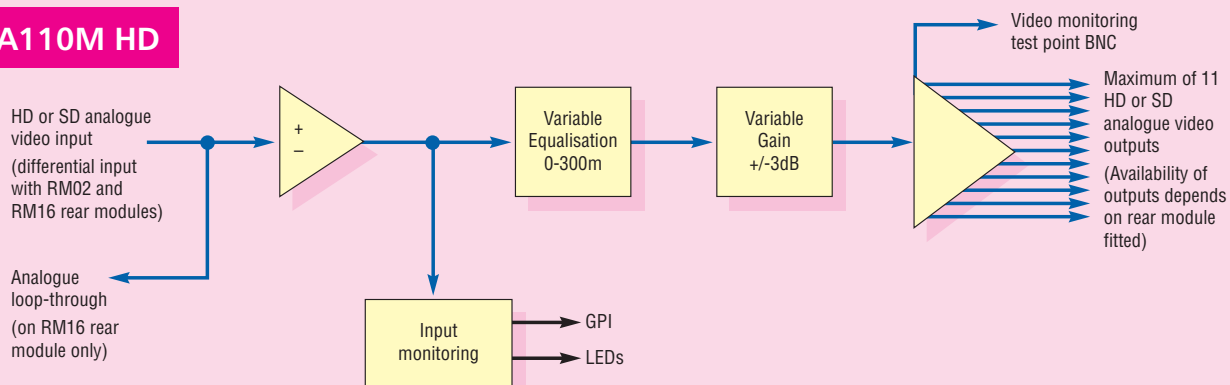 A110M HD
HD or SD analogue
video input
(differential input
with RM02 and
RM16 rear modules)
Analogue
loop-through
(on RM16 rear
module only)
+
–
Input
monitoring
GPI
LEDs
Variable
Equalisation
0-300m
Variable
Gain
+/-3dB
Video monitoring
test point BNC
Maximum of 11
HD or SD
analogue video
outputs
(Availability of
outputs depends
on rear module
fitted)